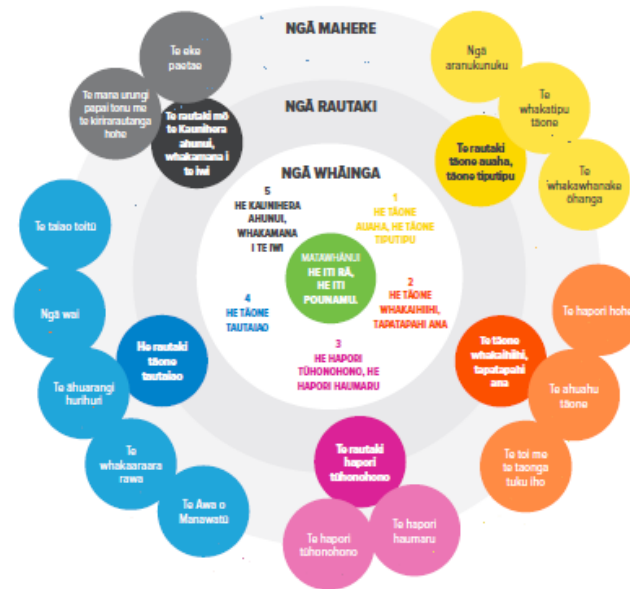 NGĀ MAHERE
NGĀ RAUTAKI
NGĀ WHĀINGA
MATAWHĀNUI
HE ITI RĀ,
HE ITI
POUNAMU.
1
HE TĀONE
AUAHA, HE TĀONE
TIPUTIPU
2
HE TĀONE
WHAKAIHIIHI,
TAPATAPAHI ANA
3
HE HAPORI
TŪHONOHONO, HE
HAPORI HAUMARU
4
HE TĀONE
TAUTAIAO
5
HE KAUNIHERA
AHUNUI,
WHAKAMANA
I TE IWI
Te rautaki
tāone auaha,
tāone tiputipu
Ngā
aranukunuku
Te
whakatipu
tāone
Te
whakawhanake
ōhanga
Te tāone
whakaihiihi,
tapatapahi
ana
Te hapori hohe
Te ahuahu
tāone
Te toi me
te taonga
tuku iho
Te rautaki
hapori
tūhonohono
Te hapori
haumaru
Te hapori
tūhonohono
He rautaki
tāone
tautaiao
Te Awa o
Manawatū
Te
whakaaraara
rawa
Te āhuarangi
hurihuri
Ngā wai
Te taiao toitū
Te rautaki mō
te Kaunihera
ahunui,
whakamana i
te iwi
Te mana urungi
papai tonu me
te kirirarautanga
hohe
Te eke
paetae